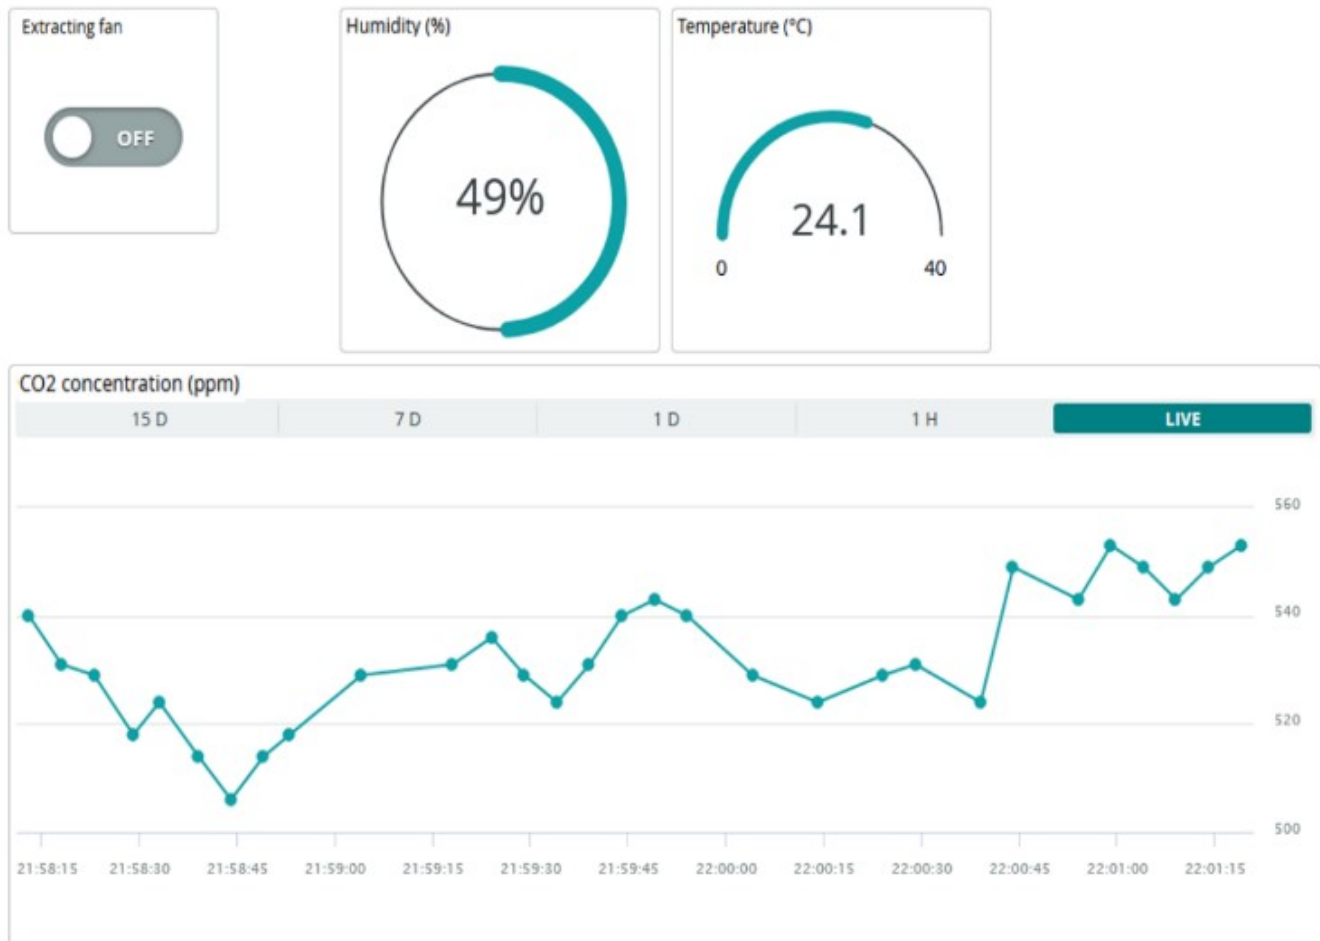 Extracting fan
OFF
Humidity (%)
49%
Temperature (°C)
24.1
0 40
CO2 concentration (ppm)
15 D 7 D 1 D 1 H LIVE
560
540
520
500
21:58:15 21:58:30 21:58:45 21:59:00 21:59:15 21:59:30 21:59:45 22:00:00 22:00:15 22:00:30 22:00:45 22:01:00 22:01:15